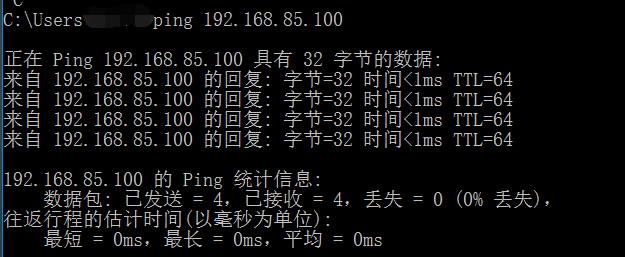 C
C:\Users ping 192.168.85.100
正在 Ping 192.168.85.100 具有 32 字节的数据:
来自 192.168.85.100 的回复: 字节=32 时间<1ms TTL=64
来自 192.168.85.100 的回复: 字节=32 时间<1ms TTL=64
来自 192.168.85.100 的回复: 字节=32 时间<1ms TTL=64
来自 192.168.85.100 的回复: 字节=32 时间<1ms TTL=64
192.168.85.100 的 Ping 统计信息:
数据包: 已发送 = 4，已接收 = 4，丢失 = 0 (0% 丢失)，
往返行程的估计时间(以毫秒为单位):
最短 = 0ms，最长 = 0ms，平均 = 0ms